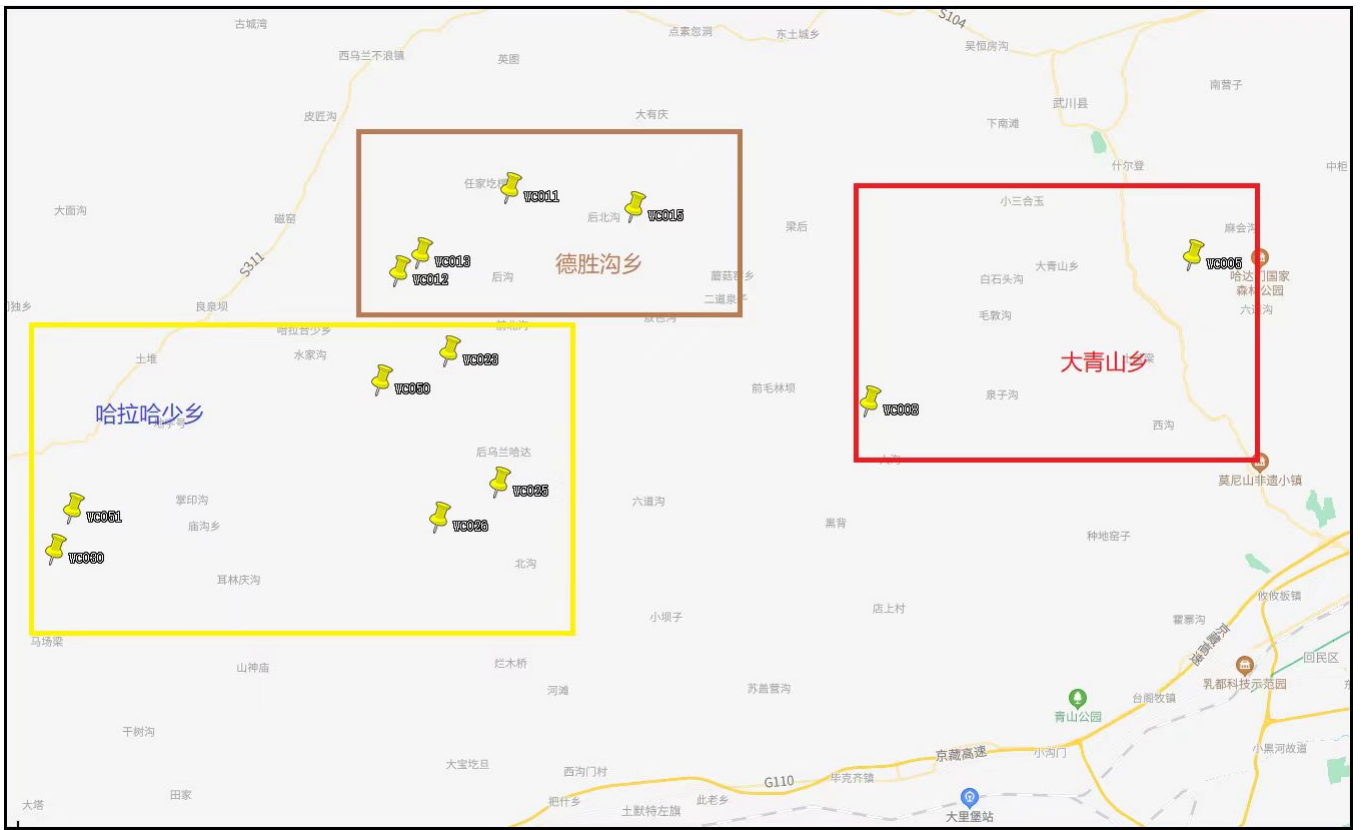 古城湾
S104
点素忽洞
东土城乡
吴恒房沟
西乌兰不浪镇
英图
南营子
武川县
皮匠沟
大有庆
下南滩
什尔登
中柜
VC011
小三合玉
大面沟
磁窑
后北沟
VC015
梁后
麻会沟
S311
VC013
VC012
后沟
德胜沟乡
大青山乡
白石头沟
VC005
哈达门国家
森林公园
良泉坝
二道泉子
毛敦沟
六道沟
哈拉合少乡
土堆
水家沟
VC023
VC050
前毛林坝
大青山乡
泉子沟
VC008
哈拉哈少乡
西沟
后乌兰哈达
莫尼山非遗小镇
VC025
掌印沟
六道沟
VC051
庙沟乡
VC026
黑背
种地窑子
VC030
北沟
耳林庆沟
攸攸板镇
小坝子
店上村
霍寨沟
京藏高速
马场梁
山神庙
烂木桥
回民区
河滩
苏盖营沟
乳都科技示范园
台阁牧镇
青山公园
干树沟
京藏高速
小沟门
小黑河故道
大宝圪旦
西沟门村
G110
毕克齐镇
田家
把什乡
此老乡
大塔
土默特左旗
大里堡站